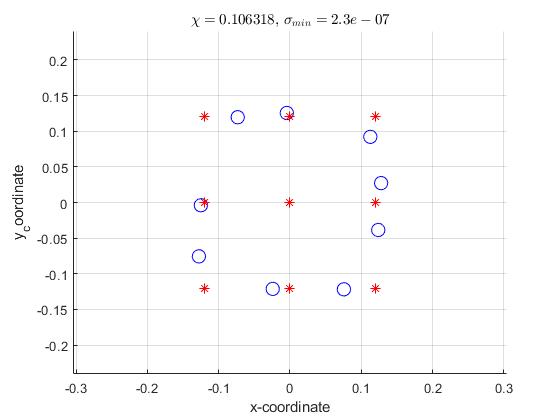 χ = 0.106318, σ_min = 2.3e − 07
0.2
0.15
0.1
0.05
0
-0.05
-0.1
-0.15
-0.2
y_coordinate
-0.3 -0.2 -0.1 0 0.1 0.2 0.3
x-coordinate